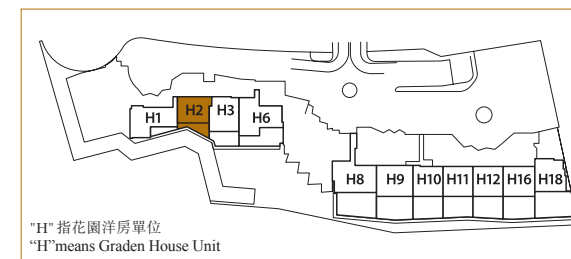 H1 H2 H3 H6
H8 H9 H10 H11 H12 H16 H18
"H" 指花園洋房單位
“H”means Graden House Unit